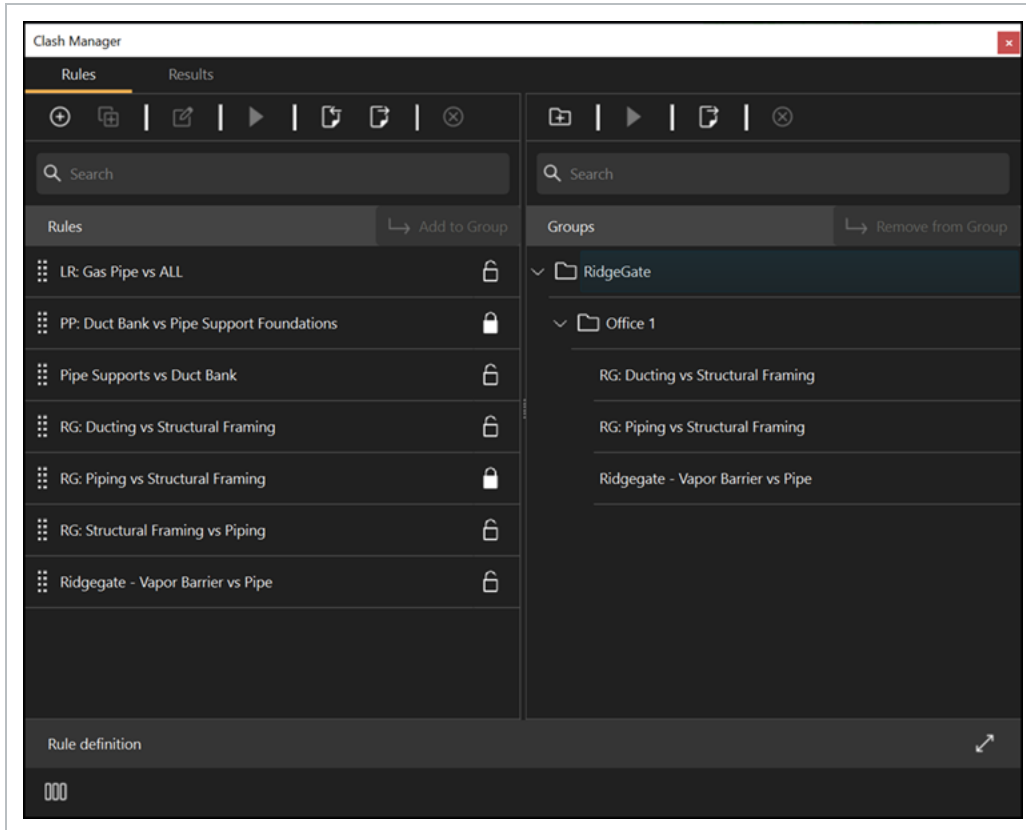 Clash Manager
Rules Results
Search
Rules Add to Group
LR: Gas Pipe vs ALL
PP: Duct Bank vs Pipe Support Foundations
Pipe Supports vs Duct Bank
RG: Ducting vs Structural Framing
RG: Piping vs Structural Framing
RG: Structural Framing vs Piping
Ridgegate - Vapor Barrier vs Pipe
Search
Groups Remove from Group
RidgeGate
Office 1
RG: Ducting vs Structural Framing
RG: Piping vs Structural Framing
Ridgegate - Vapor Barrier vs Pipe
Rule definition